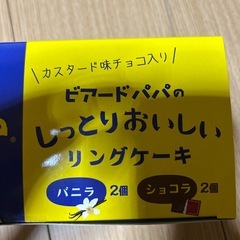 カスタード味チョコ入り
ビアードパパの
しっとりおいしい
リングケーキ
バニラ 2個 ショコラ 2個